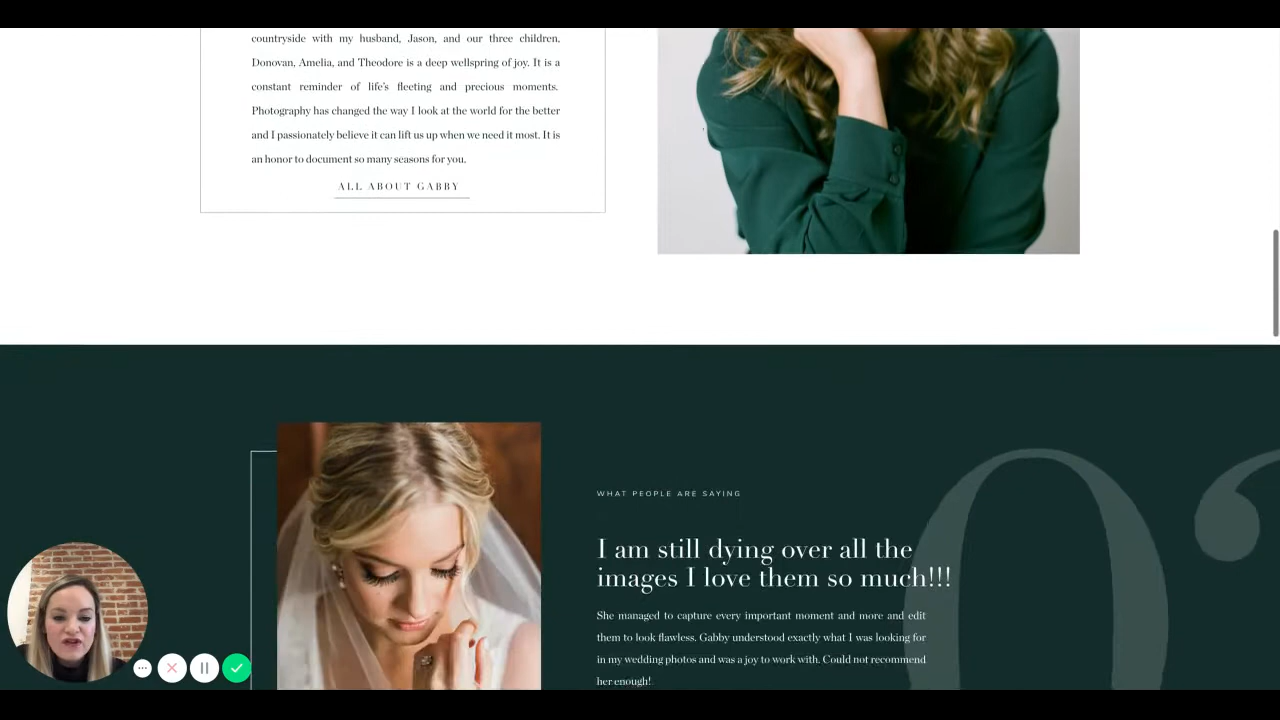 countryside with my husband, Jason, and our three children,
Donovan, Amelia, and Theodore is a deep wellspring of joy. It is a
constant reminder of life's fleeting and precious moments.
Photography has changed the way I look at the world for the better
and I passionately believe it can lift us up when we need it most. It is
an honor to document so many seasons for you.
ALL ABOUT GABBY
WHAT PEOPLE ARE SAYING
I am still dying over all the
images I love them so much!!!
She managed to capture every important moment and more and edit
them to look flawless. Gabby understood exactly what I was looking for
in my wedding photos and was a joy to work with. Could not recommend
her enough!